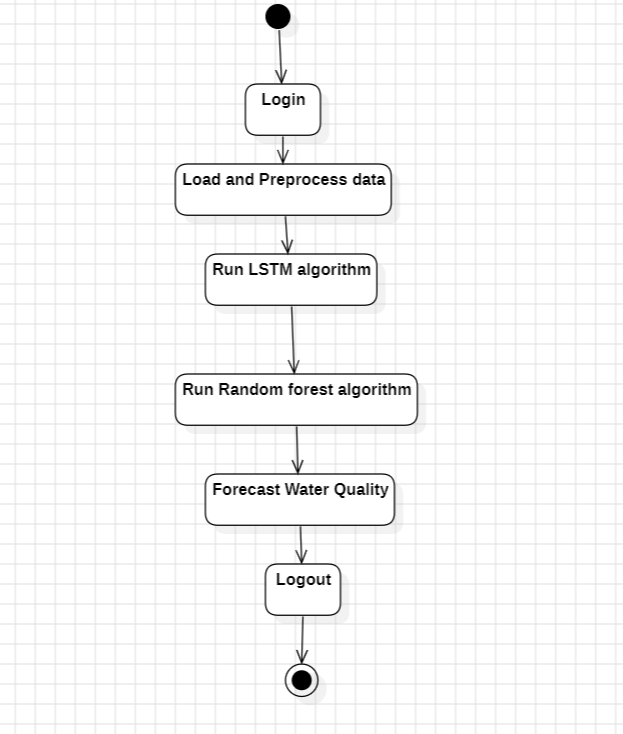 Login
Load and Preprocess data
Run LSTM algorithm
Run Random forest algorithm
Forecast Water Quality
Logout